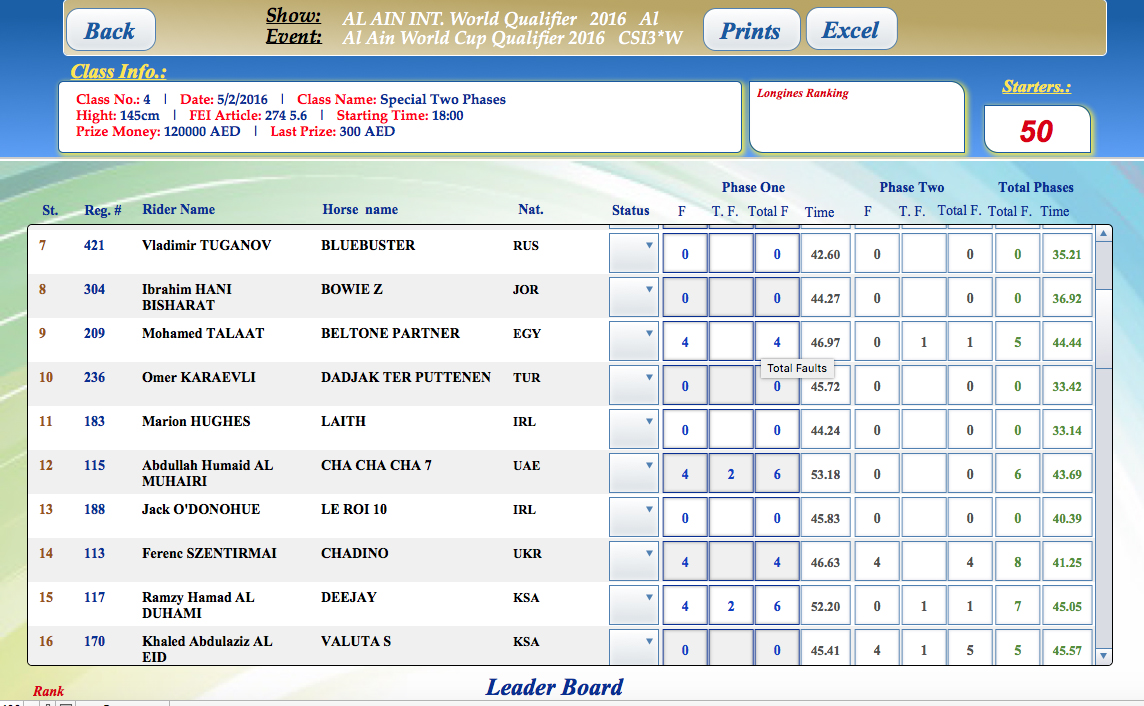 Back
Show: AL AIN INT. World Qualifier 2016 Al
Event: Al Ain World Cup Qualifier 2016 CSI3*W
Prints
Excel
Class Info.:
Class No.: 4 | Date: 5/2/2016 | Class Name: Special Two Phases
Hight: 145cm | FEI Article: 274 5.6 | Starting Time: 18:00
Prize Money: 120000 AED | Last Prize: 300 AED
Longines Ranking
Starters.:
50
Phase One Phase Two Total Phases
St. Reg. # Rider Name Horse name Nat. Status F T. F. Total F Time F T. F. Total F. Total F. Time
7 421 Vladimir TUGANOV BLUEBUSTER RUS 0 0 42.60 0 0 0 35.21
8 304 Ibrahim HANI BOWIE Z JOR 0 0 44.27 0 0 0 36.92
BISHARAT
9 209 Mohamed TALAAT BELTONE PARTNER EGY 4 4 46.97 0 1 1 5 44.44
Total Faults
10 236 Omer KARAEVLI DADJAK TER PUTTENEN TUR 0 0 45.72 0 0 0 33.42
11 183 Marion HUGHES LAITH IRL 0 0 44.24 0 0 0 33.14
12 115 Abdullah Humaid AL CHA CHA CHA 7 UAE 4 2 6 53.18 0 0 6 43.69
MUHAIRI
13 188 Jack O'DONOHUE LE ROI 10 IRL 0 0 45.83 0 0 0 40.39
14 113 Ferenc SZENTIRMAI CHADINO UKR 4 4 46.63 4 4 8 41.25
15 117 Ramzy Hamad AL DEEJAY KSA 4 2 6 52.20 0 1 1 7 45.05
DUHAMI
16 170 Khaled Abdulaziz AL VALUTA S KSA 0 0 45.41 4 1 5 5 45.57
EID
Rank
Leader Board